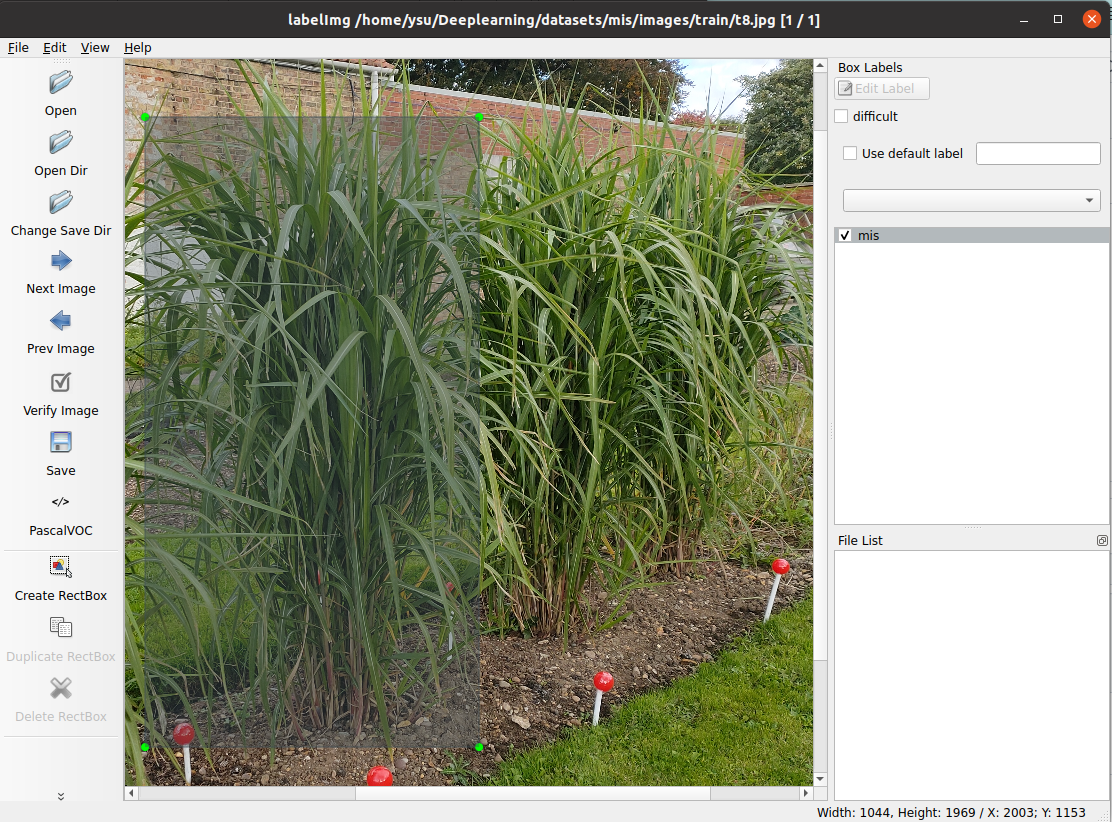 labelImg /home/ysu/Deeplearning/datasets/mis/images/train/t8.jpg [1 / 1]
File Edit View Help
Open
Open Dir
Change Save Dir
Next Image
Prev Image
Verify Image
Save
</>
PascalVOC
Create RectBox
Duplicate RectBox
Delete RectBox
Box Labels
Edit Label
difficult
Use default label
mis
File List
Width: 1044, Height: 1969 / X: 2003; Y: 1153